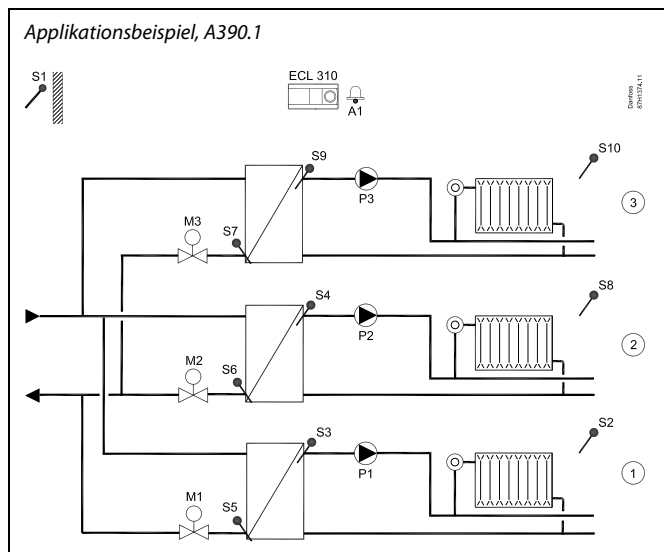 Applikationsbeispiel, A390.1
S1
ECL 310
A1
Danfoss
87H1374.11
S9
S10
P3
3
M3
S7
S4
S8
P2
2
M2
S6
S3
S2
P1
1
M1
S5